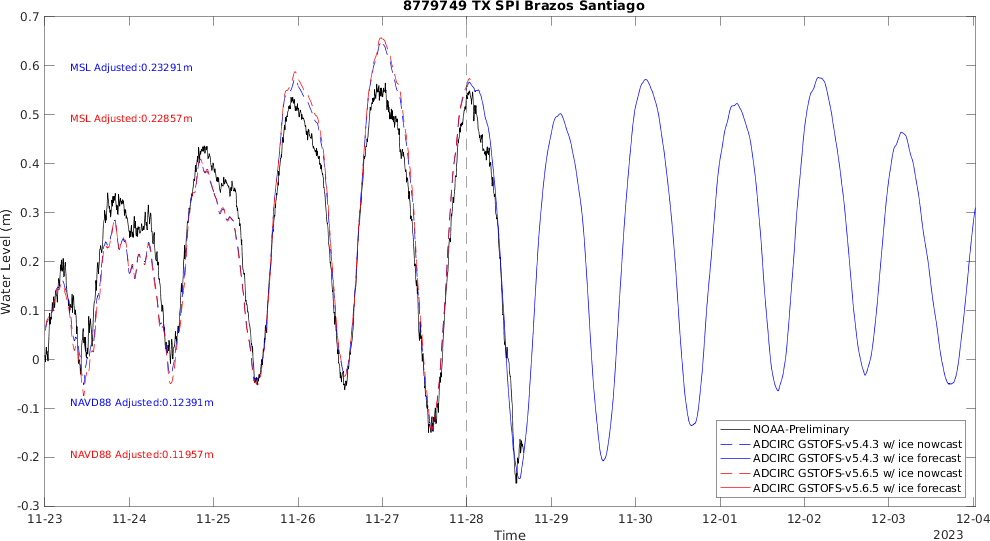 8779749 TX SPI Brazos Santiago
0.7
0.6
0.5
0.4
0.3
0.2
0.1
0
-0.1
-0.2
-0.3
Water Level (m)
MSL Adjusted:0.23291m
MSL Adjusted:0.22857m
NAVD88 Adjusted:0.12391m
NAVD88 Adjusted:0.11957m
NOAA-Preliminary
ADCIRC GSTOFS-v5.4.3 w/ ice nowcast
ADCIRC GSTOFS-v5.4.3 w/ ice forecast
ADCIRC GSTOFS-v5.6.5 w/ ice nowcast
ADCIRC GSTOFS-v5.6.5 w/ ice forecast
11-23 11-24 11-25 11-26 11-27 11-28 11-29 11-30 12-01 12-02 12-03 12-04
Time
2023